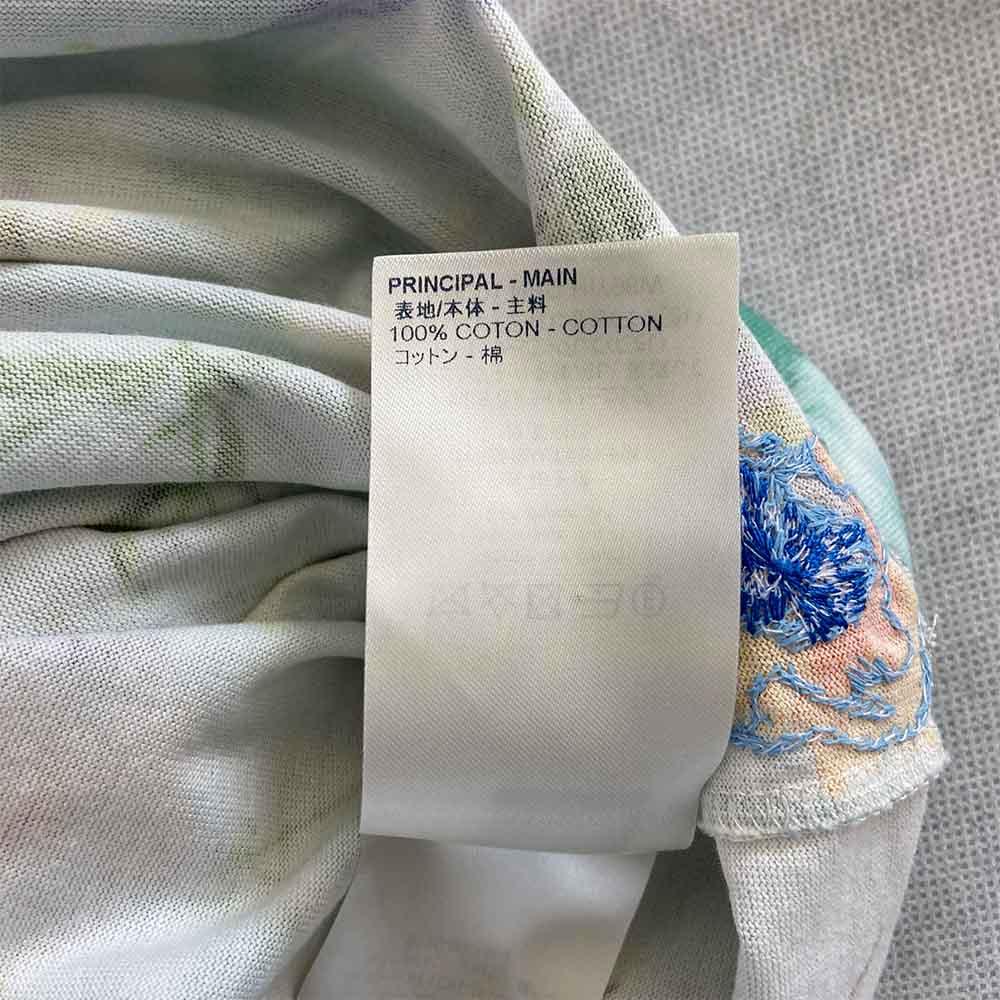 PRINCIPAL - MAIN
表地/本体 - 主料
100% COTON - COTTON
コットン - 棉